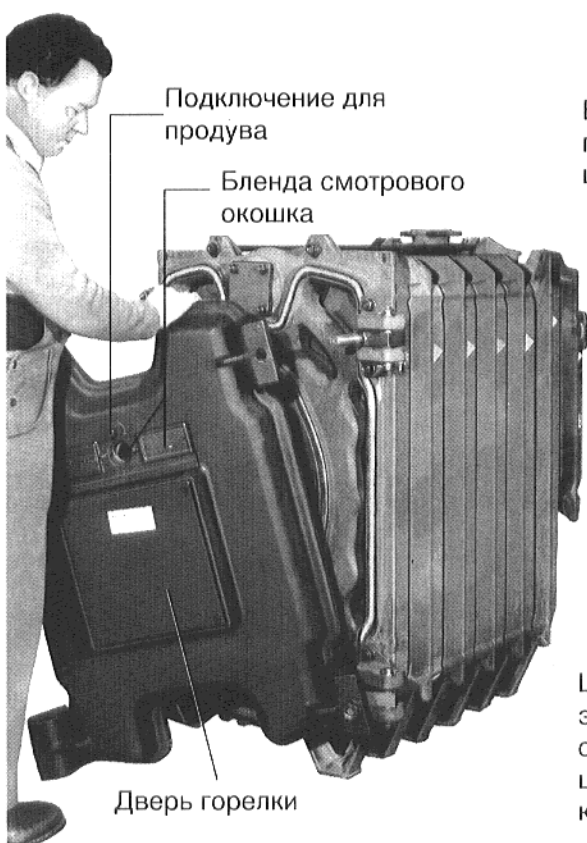 Подключение для
продува
Бленда смотрового
окошка
Дверь горелки